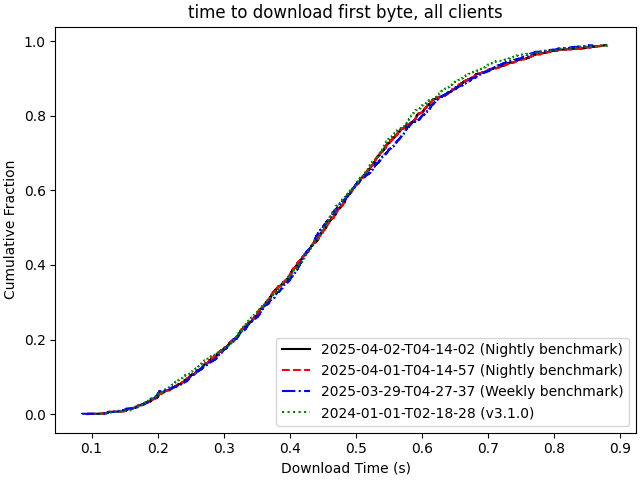 time to download first byte, all clients
1.0
0.8
0.6
0.4
0.2
0.0
Cumulative Fraction
2025-04-02-T04-14-02 (Nightly benchmark)
2025-04-01-T04-14-57 (Nightly benchmark)
2025-03-29-T04-27-37 (Weekly benchmark)
2024-01-01-T02-18-28 (v3.1.0)
0.1 0.2 0.3 0.4 0.5 0.6 0.7 0.8 0.9
Download Time (s)